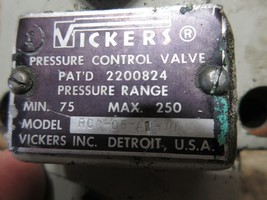 VICKERS®
PRESSURE CONTROL VALVE
PAT'D 2200824
PRESSURE RANGE
MIN. 75 MAX. 250
MODEL
VICKERS INC. DETROIT, U.S.A.